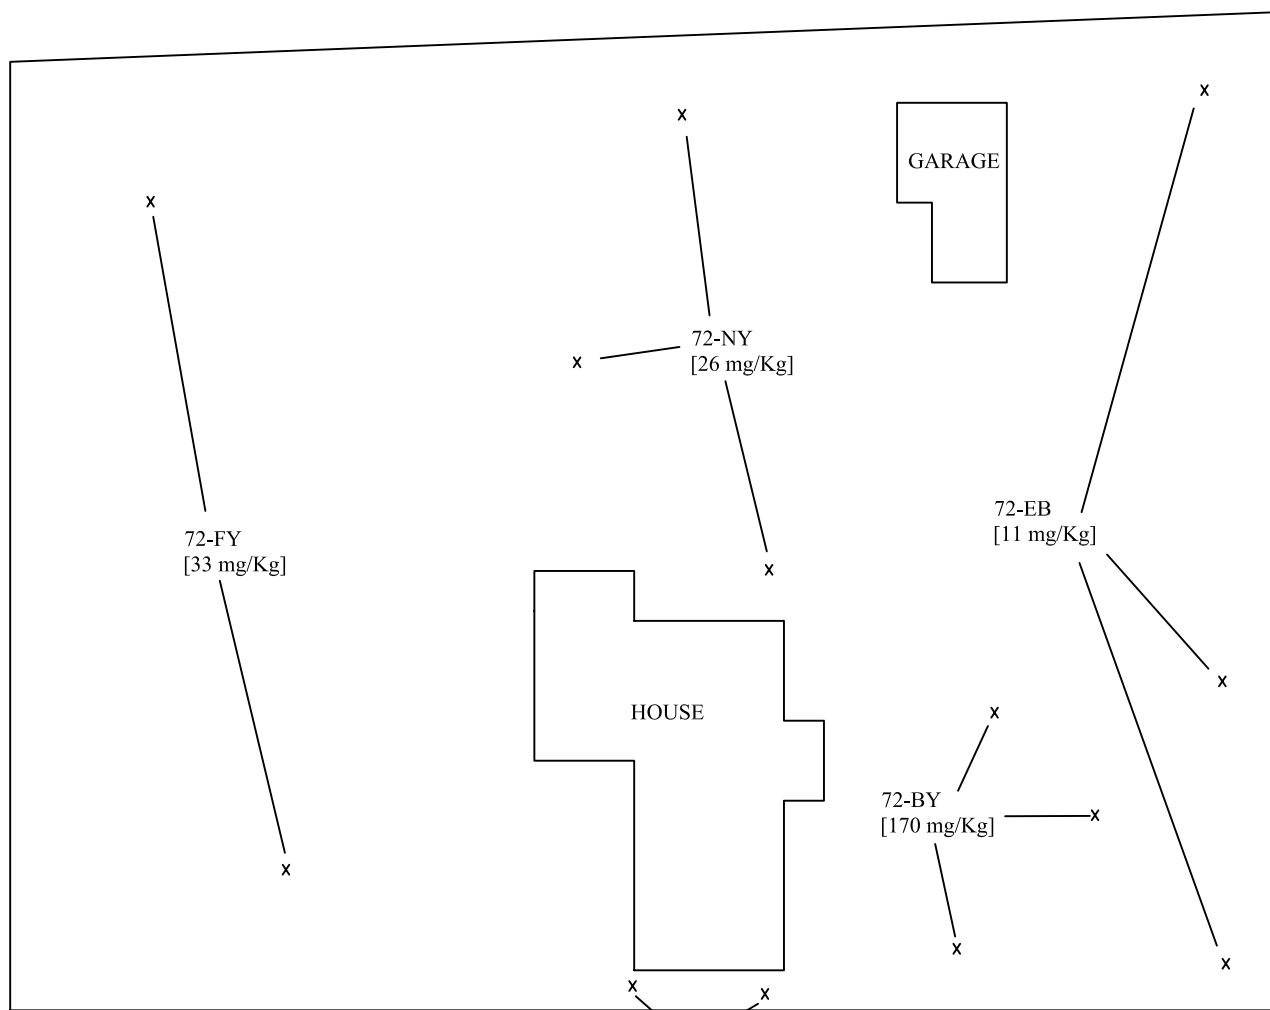 x
x
GARAGE
x
72-NY
[26 mg/Kg]
x
72-EB
[11 mg/Kg]
72-FY
[33 mg/Kg]
x
x
HOUSE
x
72-BY
[170 mg/Kg]
x
x
x
x
x
x